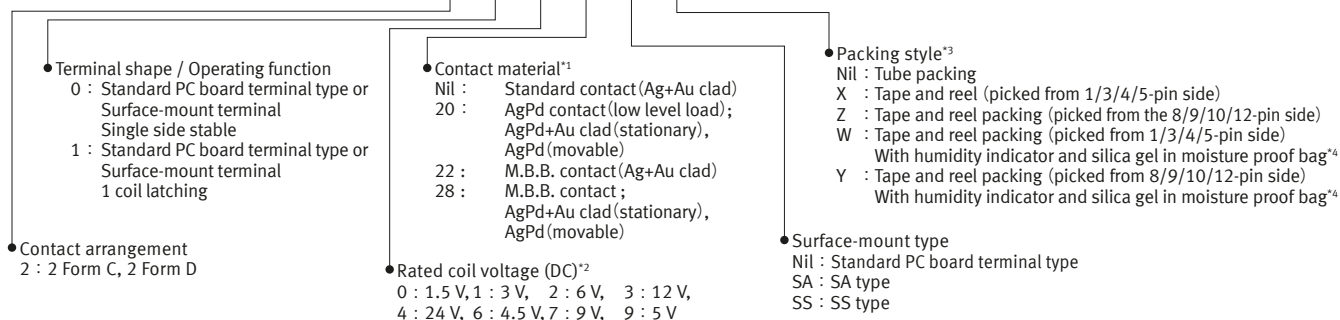 Terminal shape / Operating function
0 : Standard PC board terminal type or
Surface-mount terminal
Single side stable
1 : Standard PC board terminal type or
Surface-mount terminal
1 coil latching
Contact arrangement
2 : 2 Form C, 2 Form D
Contact material*1
Nil : Standard contact (Ag+Au clad)
20 : AgPd contact (low level load);
AgPd+Au clad (stationary),
AgPd (movable)
22 : M.B.B. contact (Ag+Au clad)
28 : M.B.B. contact ;
AgPd+Au clad (stationary),
AgPd (movable)
Rated coil voltage (DC)*2
0 : 1.5 V, 1 : 3 V, 2 : 6 V, 3 : 12 V,
4 : 24 V, 6 : 4.5 V, 7 : 9 V, 9 : 5 V
Packing style*3
Nil : Tube packing
X : Tape and reel (picked from 1/3/4/5-pin side)
Z : Tape and reel packing (picked from the 8/9/10/12-pin side)
W : Tape and reel packing (picked from 1/3/4/5-pin side)
With humidity indicator and silica gel in moisture proof bag*4
Y : Tape and reel packing (picked from 8/9/10/12-pin side)
With humidity indicator and silica gel in moisture proof bag*4
Surface-mount type
Nil : Standard PC board terminal type
SA : SA type
SS : SS type